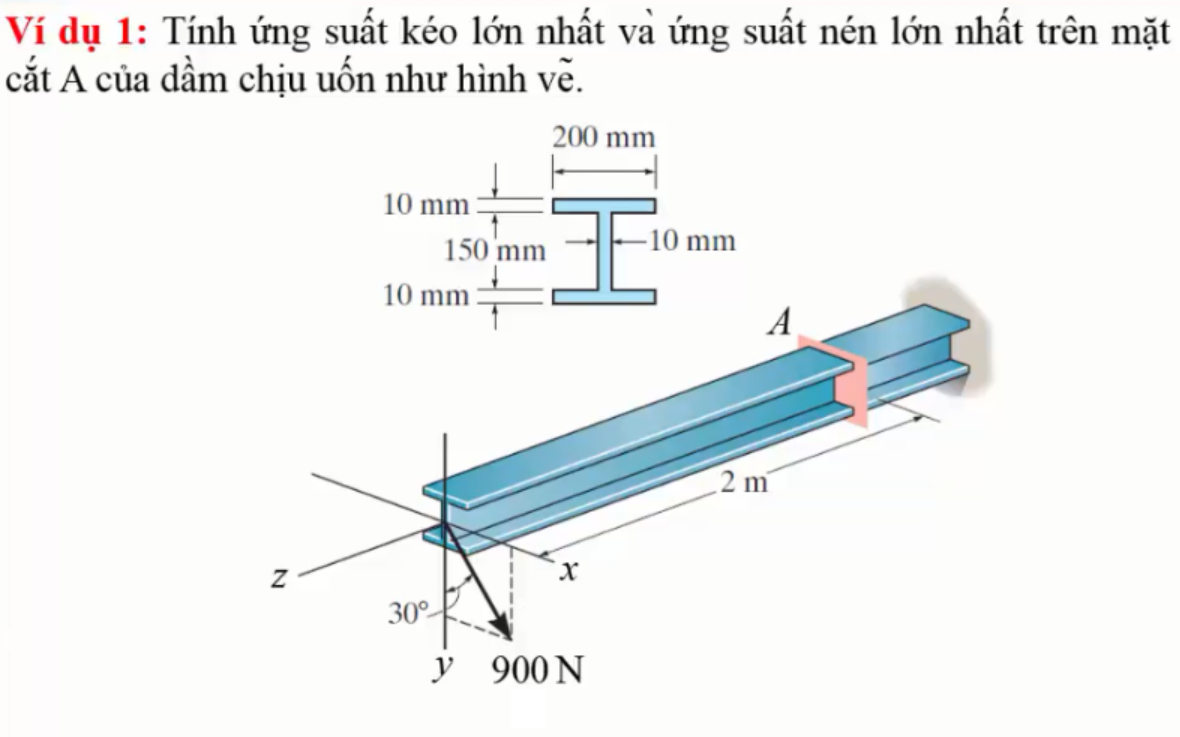 Ví dụ 1: Tính ứng suất kéo lớn nhất và ứng suất nén lớn nhất trên mặt
cắt A của dầm chịu uốn như hình vẽ.
200 mm
10 mm
150 mm
10 mm
10 mm
A
2 m
z
x
30°
y
900 N